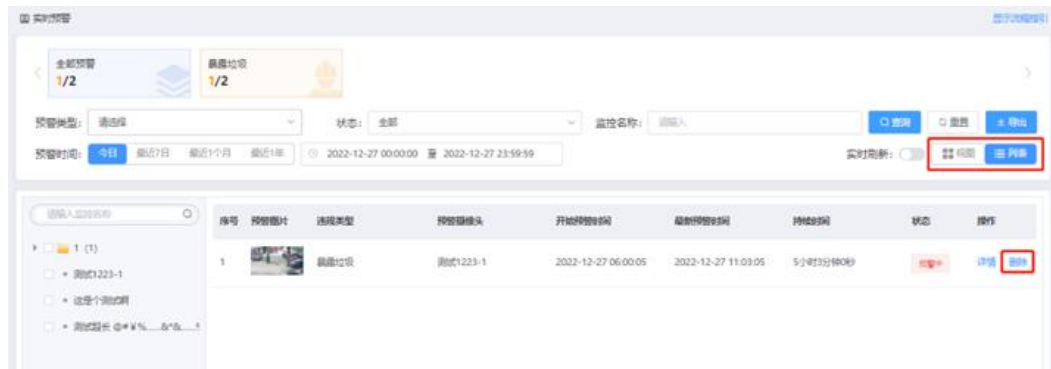 实时预警
显示流程指引
全部预警
1/2
暴露垃圾
1/2
预警类型: 请选择
状态: 全部
监控名称: 请输入
查询
重置
导出
预警时间: 今日 最近7日 最近1个月 最近1年
2022-12-27 00:00:00 至 2022-12-27 23:59:59
实时刷新:
视图
列表
请输入监控名称
1 (1)
测试1223-1
这是个测试啊
测试超长 @#¥%......&*&......
序号 预警图片 违规类型 预警摄像头 开始预警时间 最新预警时间 持续时间 状态 操作
1 暴露垃圾 测试1223-1 2022-12-27 06:00:05 2022-12-27 11:03:05 5小时3分钟0秒 预警中 详情 删除